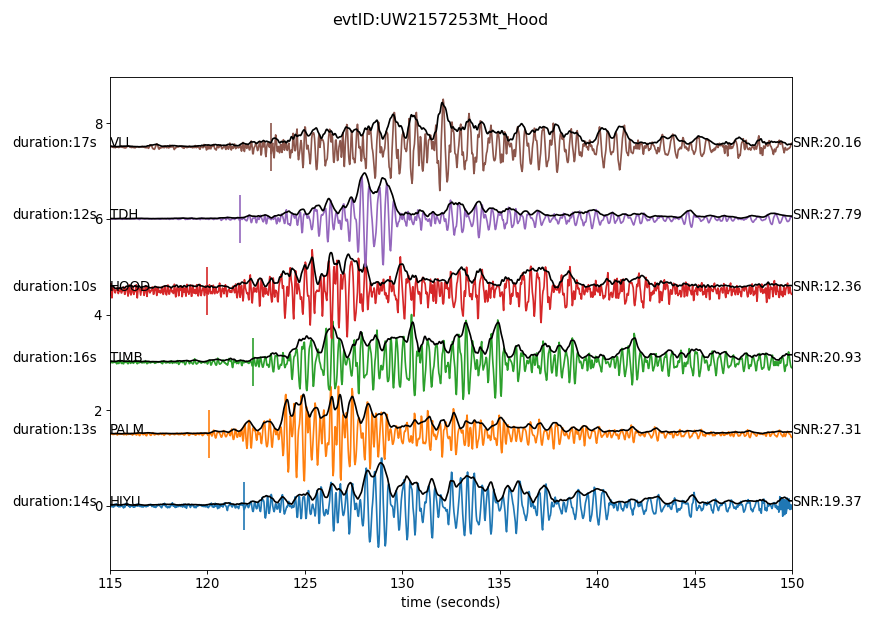 evtID:UW2157253Mt_Hood
8
duration:17s VLL SNR:20.16
duration:12s TDH SNR:27.79
6
duration:10s HOOD SNR:12.36
4
duration:16s TIMB SNR:20.93
2
duration:13s PALM SNR:27.31
duration:14s HIYU SNR:19.37
0
115 120 125 130 135 140 145 150
time (seconds)